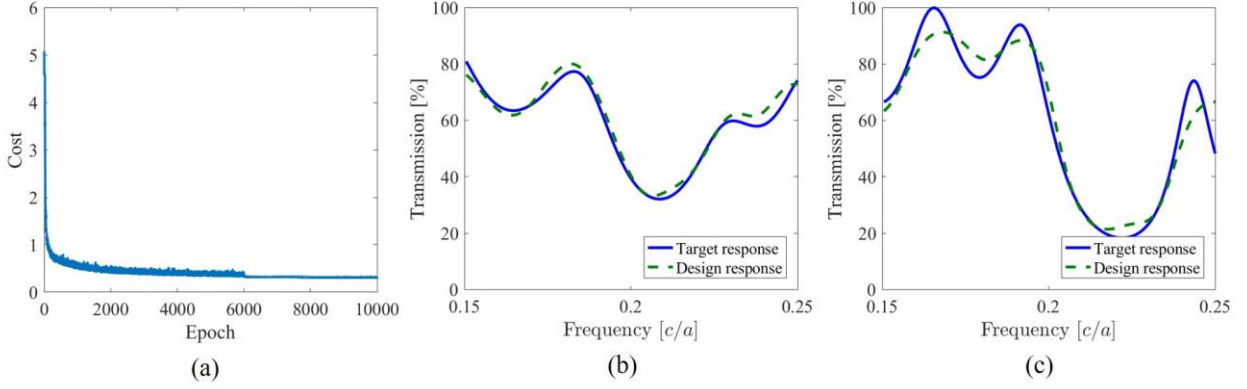 6
5
4
3
2
1
0
Cost
0 2000 4000 6000 8000 10000
Epoch
(a)
100
80
60
40
20
0
Transmission [%]
Target response
Design response
0.15 0.2 0.25
Frequency [c/a]
(b)
100
80
60
40
20
0
Transmission [%]
Target response
Design response
0.15 0.2 0.25
Frequency [c/a]
(c)